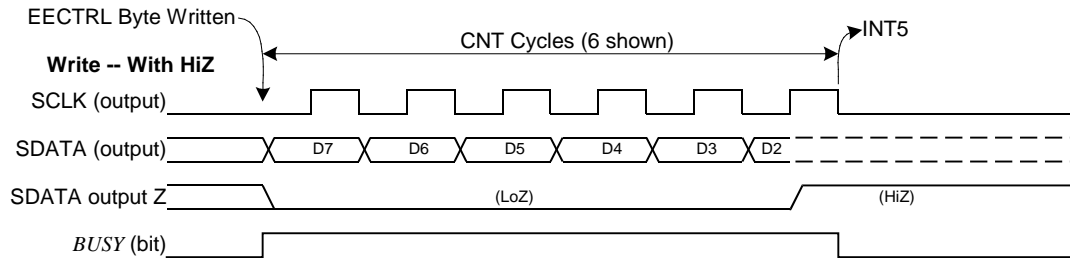 EECTRL Byte Written
INT5
CNT Cycles (6 shown)
Write -- With HiZ
SCLK (output)
SDATA (output)
D7 D6 D5 D4 D3 D2
SDATA output Z
(LoZ)
(HiZ)
BUSY (bit)